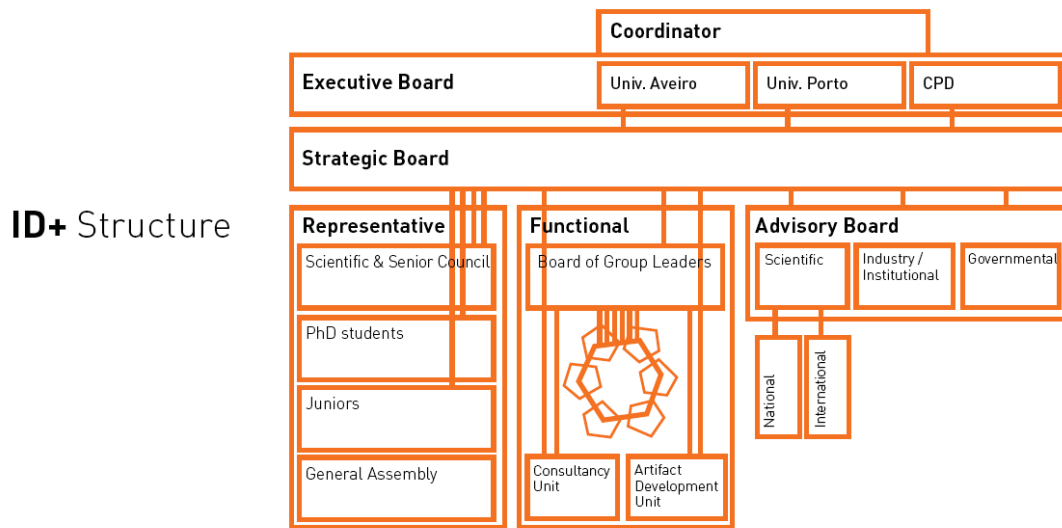 Coordinator
Executive Board
Univ. Aveiro
Univ. Porto
CPD
Strategic Board
ID+ Structure
Representative
Scientific & Senior Council
PhD students
Juniors
General Assembly
Functional
Board of Group Leaders
Consultancy
Unit
Artifact
Development
Unit
Advisory Board
Scientific
Industry /
Institutional
Governmental
National
International